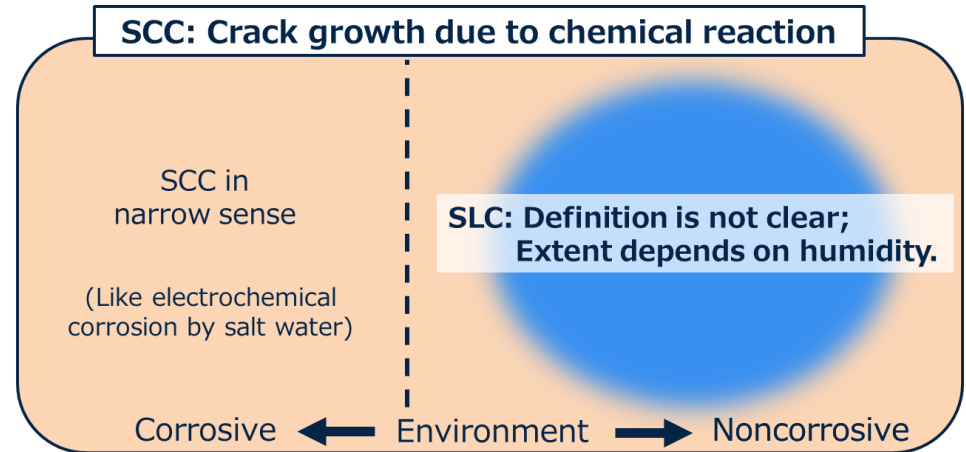 SCC: Crack growth due to chemical reaction
SCC in
narrow sense
(Like electrochemical
corrosion by salt water)
SLC: Definition is not clear;
Extent depends on humidity.
Corrosive Environment Noncorrosive